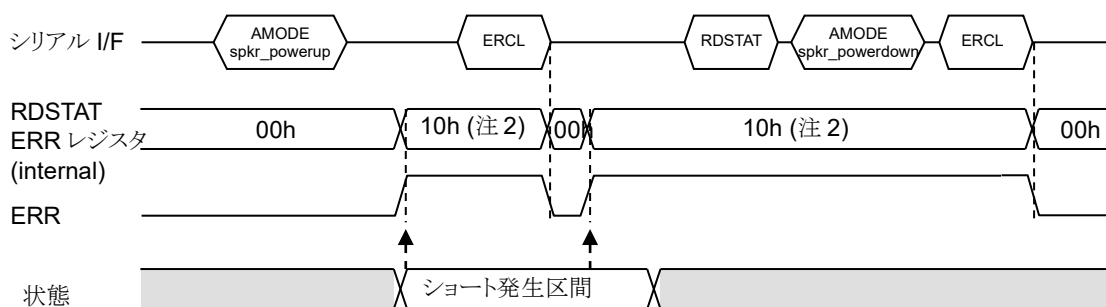 シリアル I/F
AMODE
spkr_powerup
ERCL
RDSTAT
AMODE
spkr_powerdown
ERCL
RDSTAT
ERR レジスタ
(internal)
00h
10h (注 2)
00
10h (注 2)
00h
ERR
状態
ショート発生区間